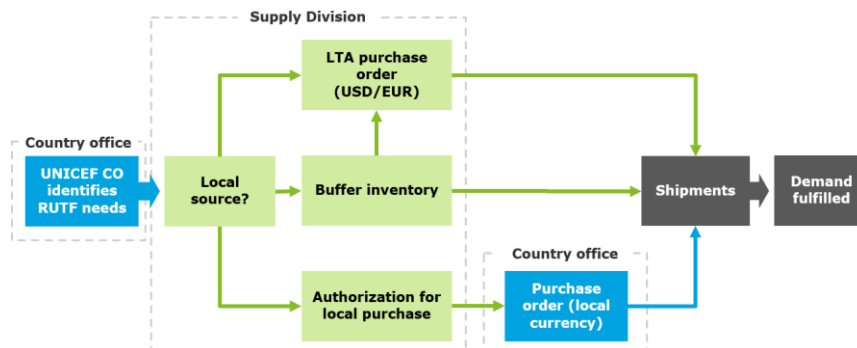 Supply Division
LTA purchase
order
(USD/EUR)
Country office
UNICEF CO
identifies
RUTF needs
Local
source?
Buffer inventory
Shipments
Demand
fulfilled
Country office
Authorization for
local purchase
Purchase
order (local
currency)